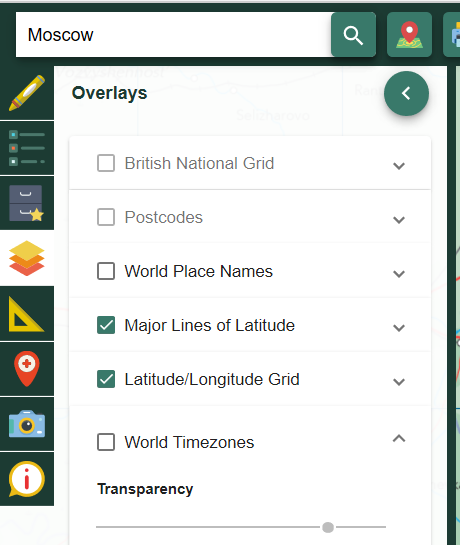 Moscow
Overlays
British National Grid
Postcodes
World Place Names
Major Lines of Latitude
Latitude/Longitude Grid
World Timezones
Transparency